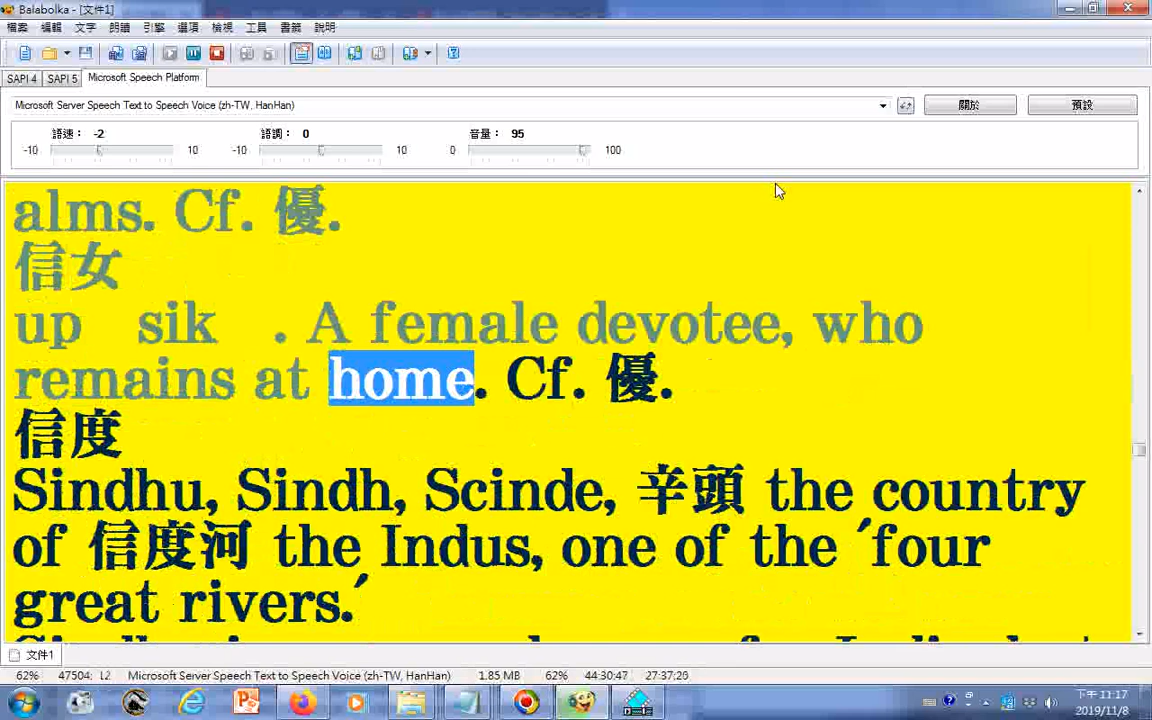 Balabolka - [文件1]
檔案 編輯 文字 朗讀 引擎 選項 檢視 工具 書籤 說明
SAPI 4 SAPI 5 Microsoft Speech Platform
Microsoft Server Speech Text to Speech Voice (zh-TW, HanHan) 關於 預設
語速： -2 語調： 0 音量： 95
-10 10 -10 10 0 100
alms. Cf. 優.
信女
up sik . A female devotee, who
remains at home. Cf. 優.
信度
Sindhu, Sindh, Scinde, 辛頭 the country
of 信度河 the Indus, one of the ′four
great rivers.′
文件1
62% 47504: 12 Microsoft Server Speech Text to Speech Voice (zh-TW, HanHan) 1.85 MB 62% 44:30:47 27:37:26
下午 11:17
2019/11/8